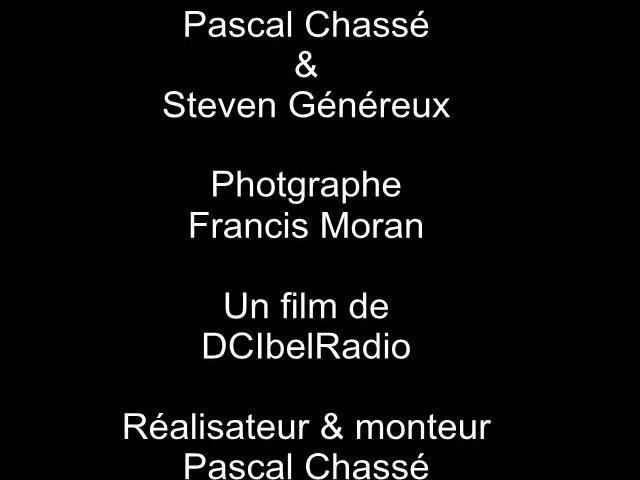 Pascal Chassé
&
Steven Généreux
Photgraphe
Francis Moran
Un film de
DCIbelRadio
Réalisateur & monteur
Pascal Chassé